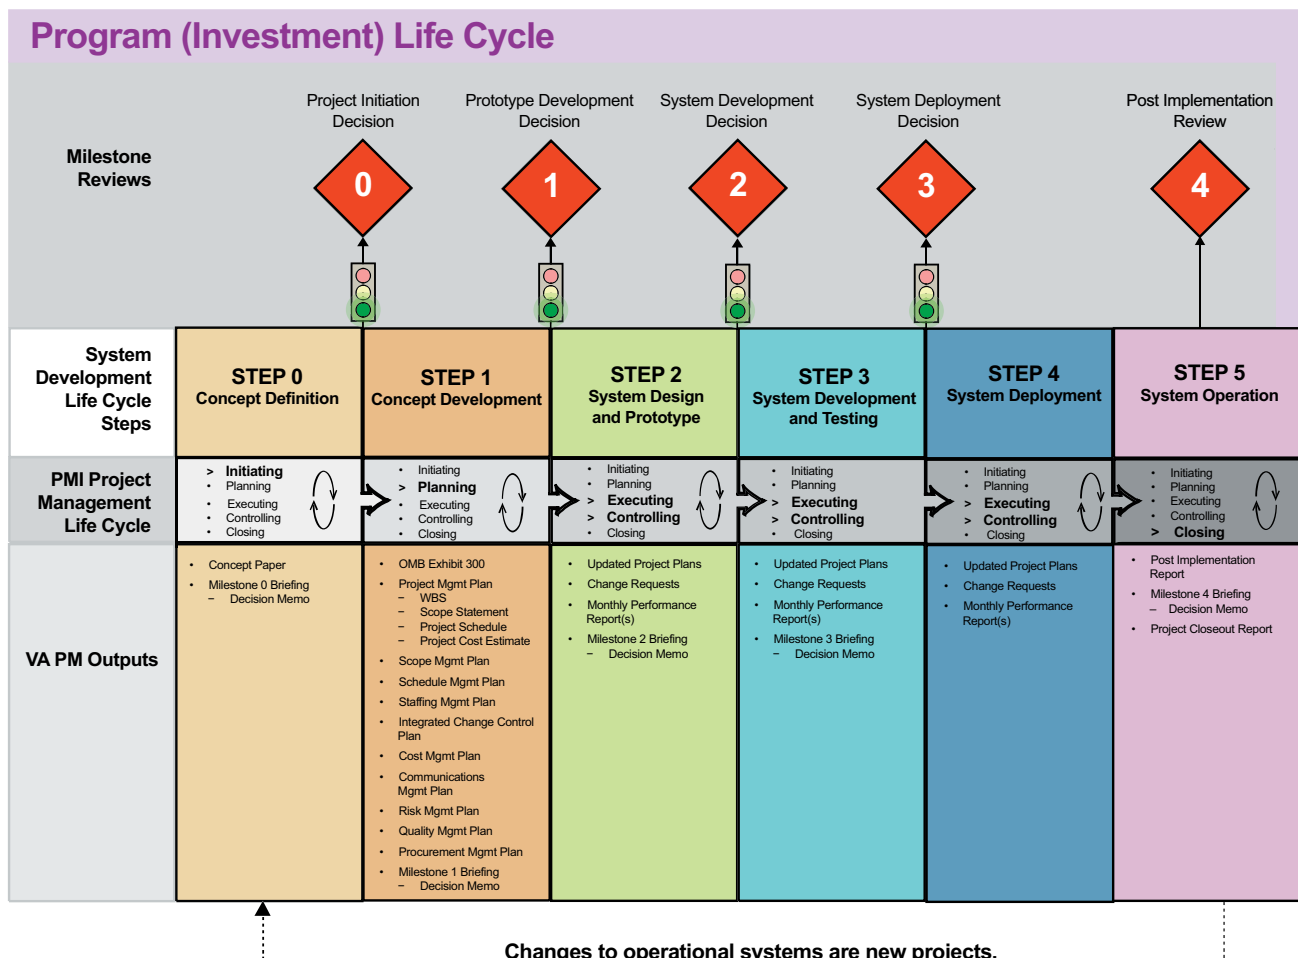 Program (Investment) Life Cycle
Project Initiation
Decision
Prototype Development
Decision
System Development
Decision
System Deployment
Decision
Post Implementation
Review
Milestone
Reviews
0
1
2
3
4
System
Development
Life Cycle
Steps
STEP 0
Concept Definition
STEP 1
Concept Development
STEP 2
System Design
and Prototype
STEP 3
System Development
and Testing
STEP 4
System Deployment
STEP 5
System Operation
PMI Project
Management
Life Cycle
> Initiating
• Planning
• Executing
• Controlling
• Closing
• Initiating
> Planning
• Executing
• Controlling
• Closing
• Initiating
• Planning
> Executing
> Controlling
• Closing
• Initiating
• Planning
> Executing
> Controlling
• Closing
• Initiating
• Planning
> Executing
> Controlling
• Closing
• Initiating
• Planning
• Executing
• Controlling
> Closing
VA PM Outputs
• Concept Paper
• Milestone 0 Briefing
– Decision Memo
• OMB Exhibit 300
• Project Mgmt Plan
– WBS
– Scope Statement
– Project Schedule
– Project Cost Estimate
• Scope Mgmt Plan
• Schedule Mgmt Plan
• Staffing Mgmt Plan
• Integrated Change Control
Plan
• Cost Mgmt Plan
• Communications
Mgmt Plan
• Risk Mgmt Plan
• Quality Mgmt Plan
• Procurement Mgmt Plan
• Milestone 1 Briefing
– Decision Memo
• Updated Project Plans
• Change Requests
• Monthly Performance
Report(s)
• Milestone 2 Briefing
– Decision Memo
• Updated Project Plans
• Change Requests
• Monthly Performance
Report(s)
• Milestone 3 Briefing
– Decision Memo
• Updated Project Plans
• Change Requests
• Monthly Performance
Report(s)
• Post Implementation
Report
• Milestone 4 Briefing
– Decision Memo
• Project Closeout Report
Changes to operational systems are new projects.